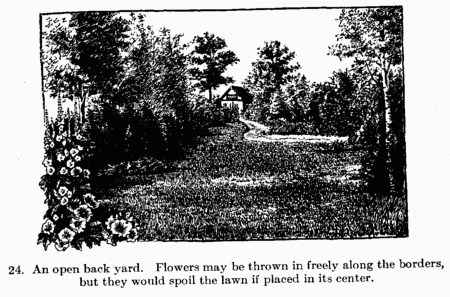 24. An open back yard. Flowers may be thrown in freely along the borders,
but they would spoil the lawn if placed in its center.